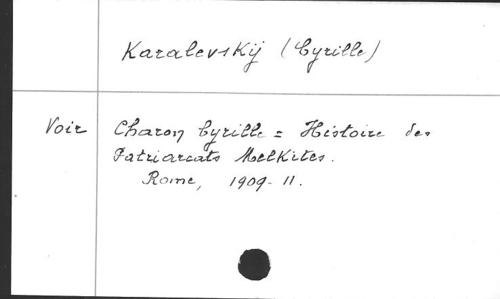 Karalevskij (Cyrille)
Voir Charon Cyrille = Histoire des
Patriarcats Melkites.
Rome, 1909-11.